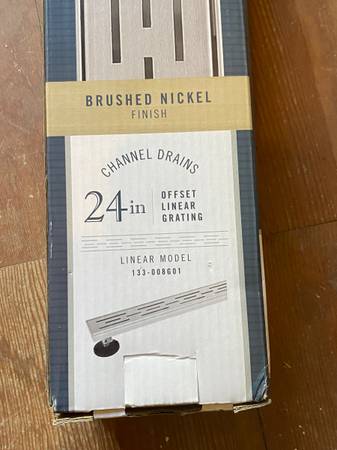 BRUSHED NICKEL
FINISH
CHANNEL DRAINS
24in
OFFSET
LINEAR
GRATING
LINEAR MODEL
133-008G01